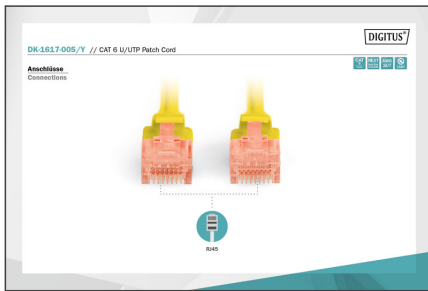 DIGITUS®
DK-1617-005/Y // CAT 6 U/UTP Patch Cord
Anschlüsse
Connections
RJ45